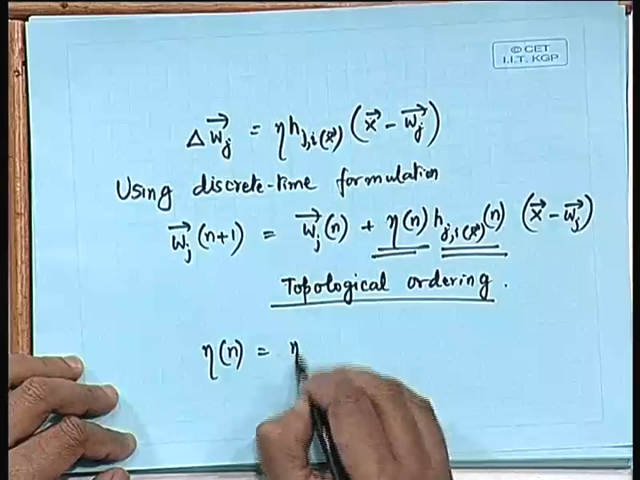 © CET
I.I.T. KGP
Δw⃗ⱼ = η hⱼ,ᵢ₍ₓ⃗₎ (x⃗ − w⃗ⱼ)
Using discrete-time formulation
w⃗ⱼ(n+1) = w⃗ⱼ(n) + η(n) hⱼ,ᵢ₍ₓ⃗₎(n) (x⃗ − w⃗ⱼ)
Topological ordering.
η(n) = η